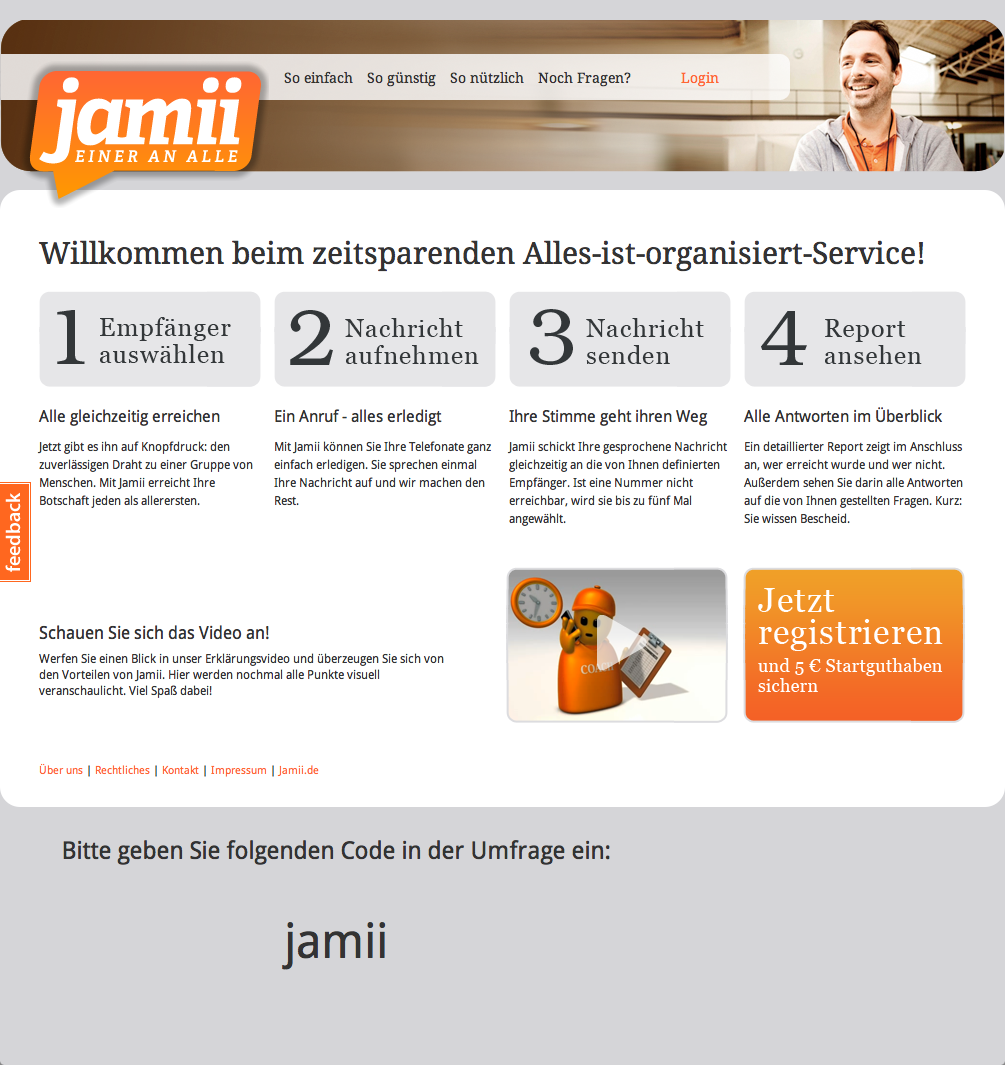 So einfach So günstig So nützlich Noch Fragen? Login
jamii
EINER AN ALLE
Willkommen beim zeitsparenden Alles-ist-organisiert-Service!
1 Empfänger
auswählen
2 Nachricht
aufnehmen
3 Nachricht
senden
4 Report
ansehen
Alle gleichzeitig erreichen
Jetzt gibt es ihn auf Knopfdruck: den
zuverlässigen Draht zu einer Gruppe von
Menschen. Mit Jamii erreicht Ihre
Botschaft jeden als allerersten.
Ein Anruf - alles erledigt
Mit Jamii können Sie Ihre Telefonate ganz
einfach erledigen. Sie sprechen einmal
Ihre Nachricht auf und wir machen den
Rest.
Ihre Stimme geht ihren Weg
Jamii schickt Ihre gesprochene Nachricht
gleichzeitig an die von Ihnen definierten
Empfänger. Ist eine Nummer nicht
erreichbar, wird sie bis zu fünf Mal
angewählt.
Alle Antworten im Überblick
Ein detaillierter Report zeigt im Anschluss
an, wer erreicht wurde und wer nicht.
Außerdem sehen Sie darin alle Antworten
auf die von Ihnen gestellten Fragen. Kurz:
Sie wissen Bescheid.
feedback
Schauen Sie sich das Video an!
Werfen Sie einen Blick in unser Erklärungsvideo und überzeugen Sie sich von
den Vorteilen von Jamii. Hier werden nochmal alle Punkte visuell
veranschaulicht. Viel Spaß dabei!
Jetzt
registrieren
und 5 € Startguthaben
sichern
Über uns | Rechtliches | Kontakt | Impressum | Jamii.de
Bitte geben Sie folgenden Code in der Umfrage ein:
jamii